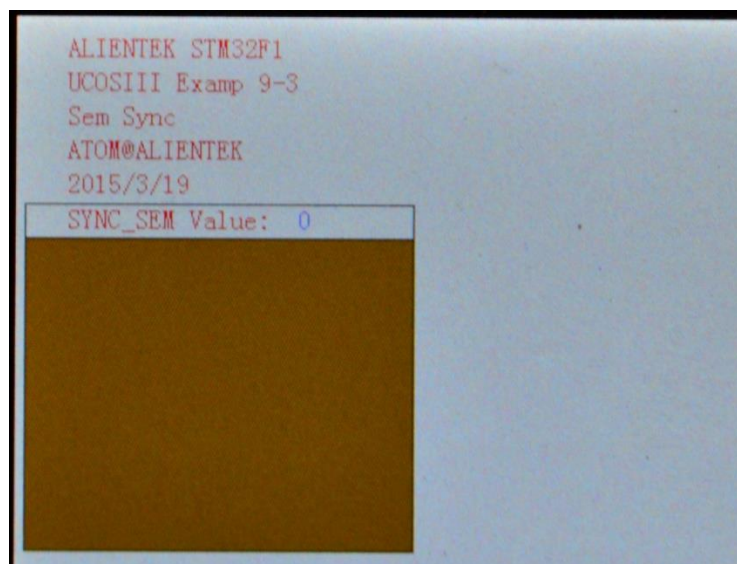 ALIENTEK STM32F1
UCOSIII Examp 9-3
Sem Sync
ATOM@ALIENTEK
2015/3/19
SYNC_SEM Value: 0